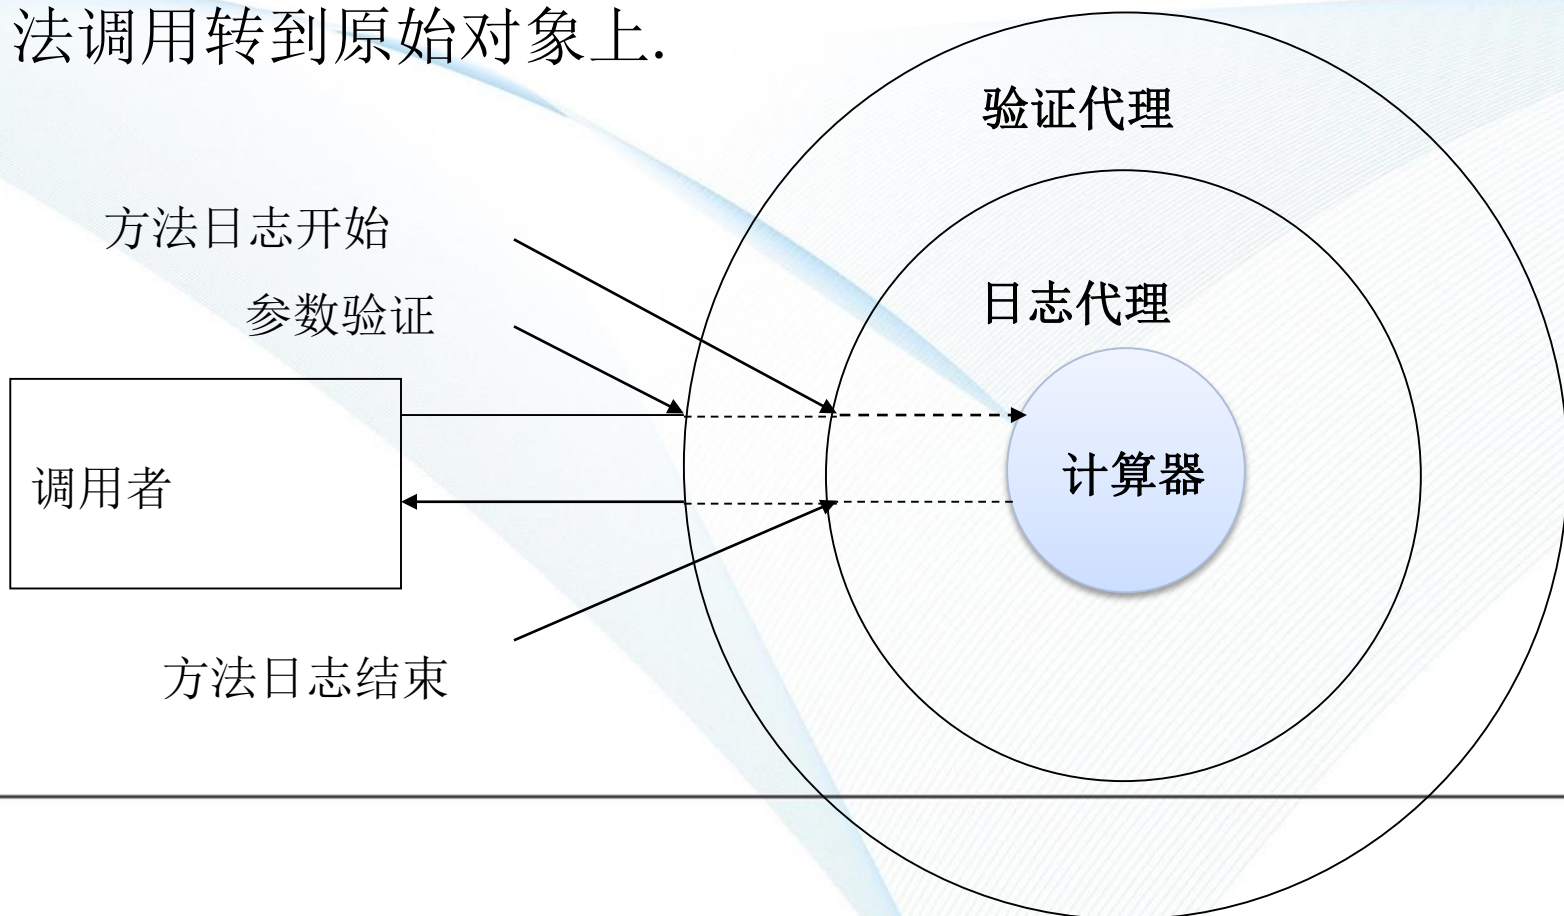 法调用转到原始对象上.
验证代理
方法日志开始
日志代理
参数验证
调用者
计算器
方法日志结束